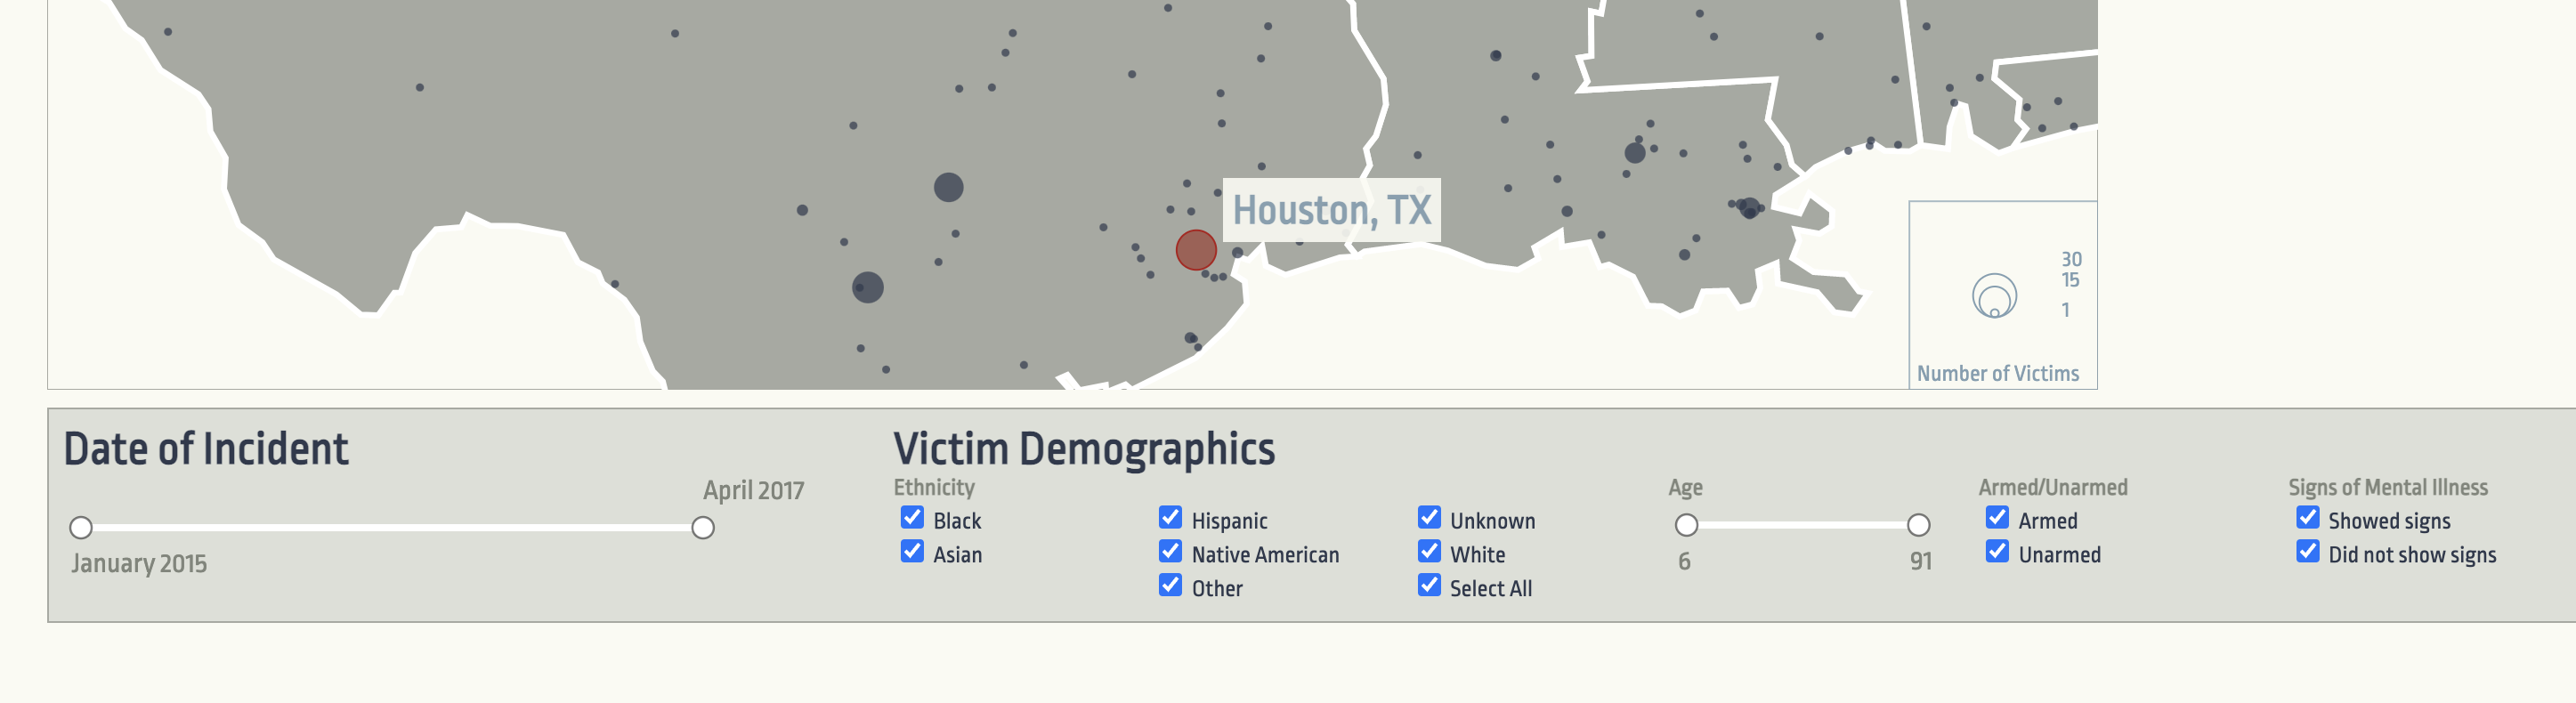 Houston, TX
30
15
1
Number of Victims
Date of Incident
April 2017
January 2015
Victim Demographics
Ethnicity
Black
Asian
Hispanic
Native American
Other
Unknown
White
Select All
Age
6
91
Armed/Unarmed
Armed
Unarmed
Signs of Mental Illness
Showed signs
Did not show signs